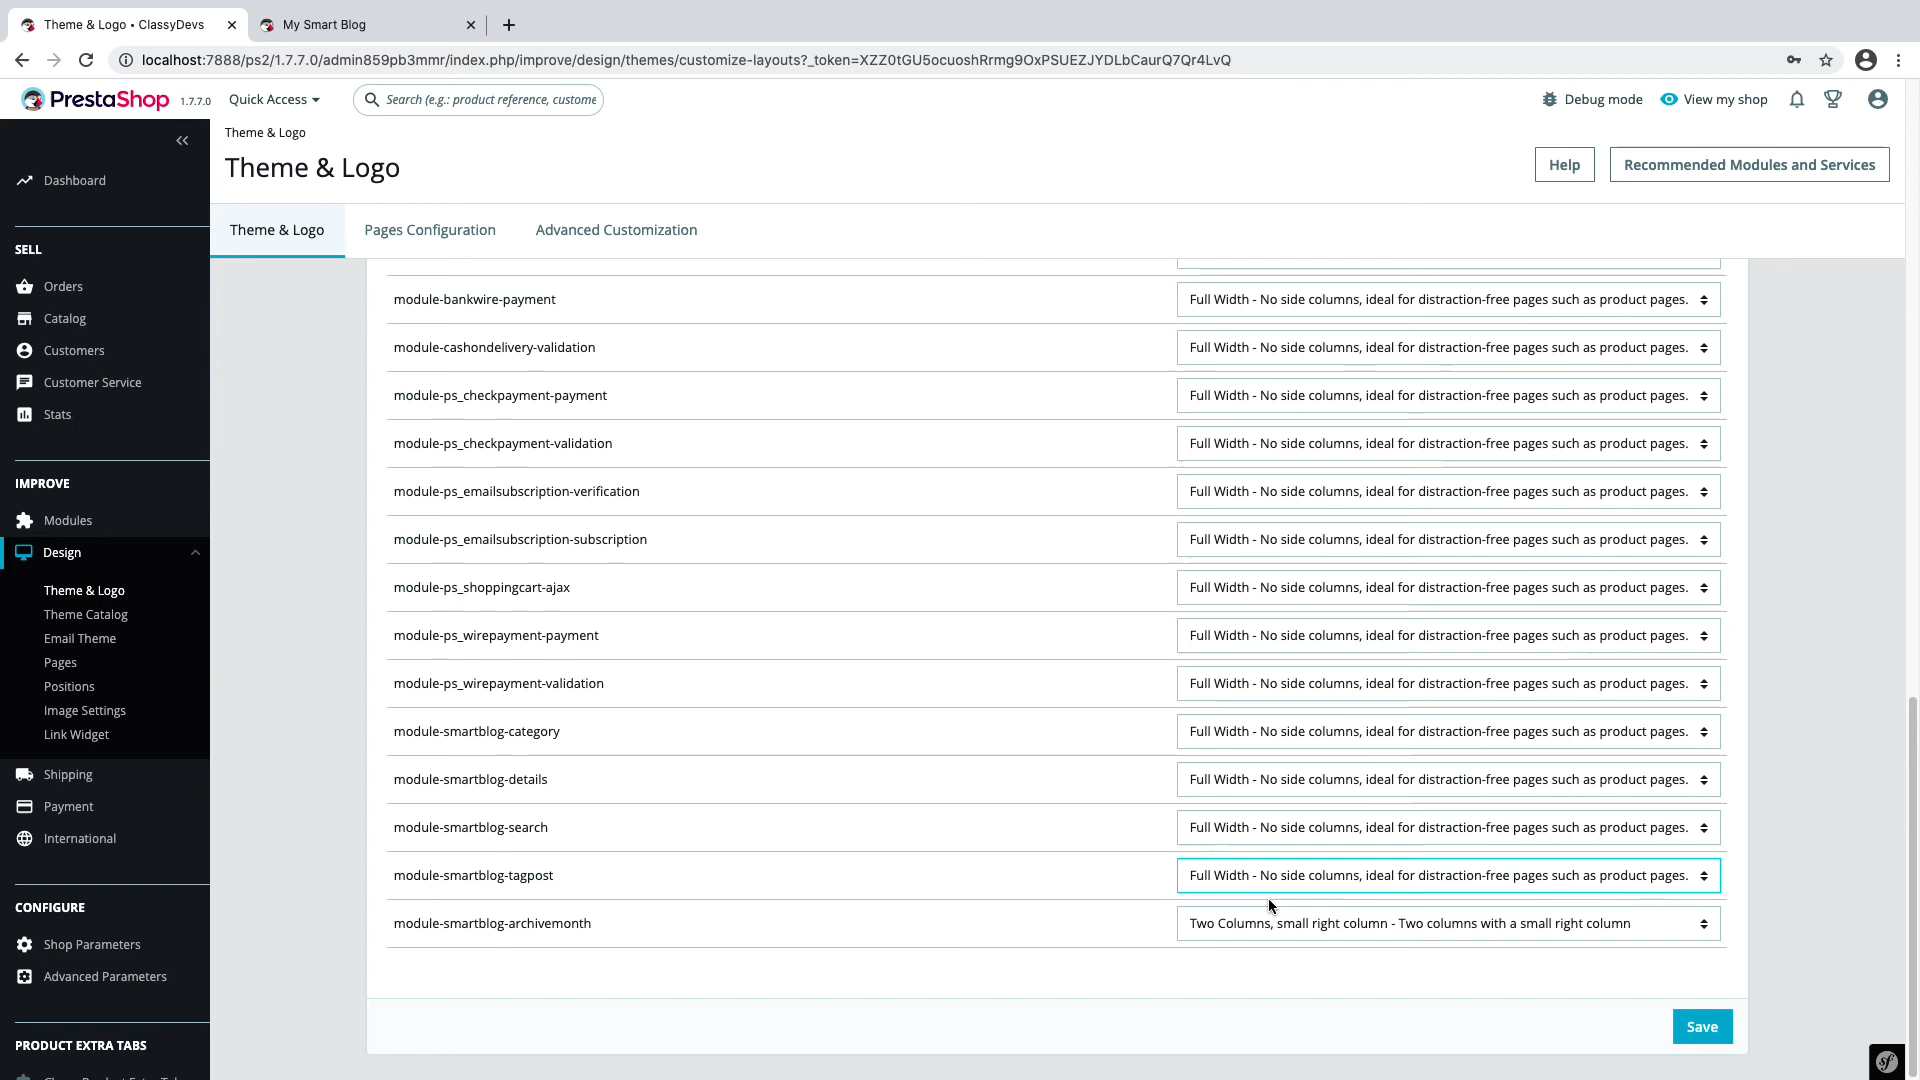 Theme & Logo • ClassyDevs
My Smart Blog
localhost:7888/ps2/1.7.7.0/admin859pb3mmr/index.php/improve/design/themes/customize-layouts?_token=XZZ0tGU5ocuoshRrmg9OxPSUEZJYDLbCaurQ7Qr4LvQ
PrestaShop 1.7.7.0
Quick Access
Search (e.g.: product reference, custome
Debug mode
View my shop
Theme & Logo
Theme & Logo
Help
Recommended Modules and Services
Theme & Logo
Pages Configuration
Advanced Customization
Dashboard
SELL
Orders
Catalog
Customers
Customer Service
Stats
IMPROVE
Modules
Design
Theme & Logo
Theme Catalog
Email Theme
Pages
Positions
Image Settings
Link Widget
Shipping
Payment
International
CONFIGURE
Shop Parameters
Advanced Parameters
PRODUCT EXTRA TABS
module-bankwire-payment
Full Width - No side columns, ideal for distraction-free pages such as product pages.
module-cashondelivery-validation
Full Width - No side columns, ideal for distraction-free pages such as product pages.
module-ps_checkpayment-payment
Full Width - No side columns, ideal for distraction-free pages such as product pages.
module-ps_checkpayment-validation
Full Width - No side columns, ideal for distraction-free pages such as product pages.
module-ps_emailsubscription-verification
Full Width - No side columns, ideal for distraction-free pages such as product pages.
module-ps_emailsubscription-subscription
Full Width - No side columns, ideal for distraction-free pages such as product pages.
module-ps_shoppingcart-ajax
Full Width - No side columns, ideal for distraction-free pages such as product pages.
module-ps_wirepayment-payment
Full Width - No side columns, ideal for distraction-free pages such as product pages.
module-ps_wirepayment-validation
Full Width - No side columns, ideal for distraction-free pages such as product pages.
module-smartblog-category
Full Width - No side columns, ideal for distraction-free pages such as product pages.
module-smartblog-details
Full Width - No side columns, ideal for distraction-free pages such as product pages.
module-smartblog-search
Full Width - No side columns, ideal for distraction-free pages such as product pages.
module-smartblog-tagpost
Full Width - No side columns, ideal for distraction-free pages such as product pages.
module-smartblog-archivemonth
Two Columns, small right column - Two columns with a small right column
Save
sf